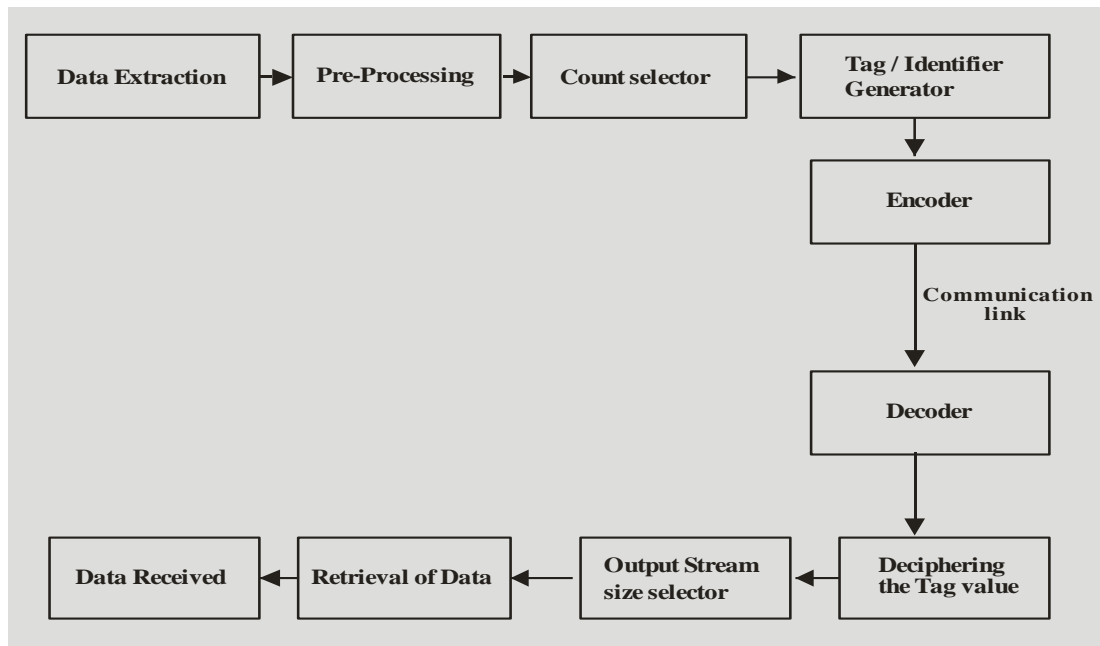 Data Extraction
Pre-Processing
Count selector
Tag / Identifier
Generator
Encoder
Communication
link
Decoder
Deciphering
the Tag value
Output Stream
size selector
Retrieval of Data
Data Received